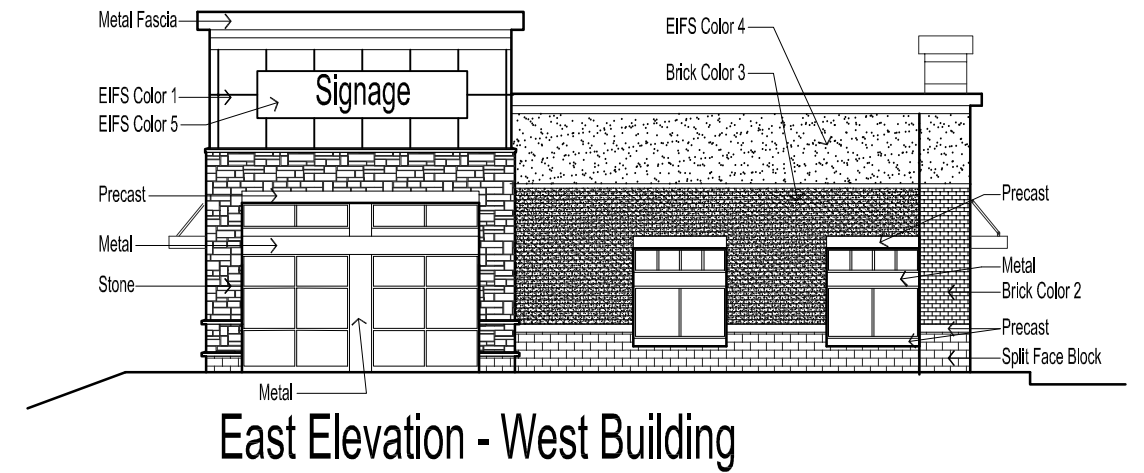 Metal Fascia
EIFS Color 4
Brick Color 3
Signage
EIFS Color 1
EIFS Color 5
Precast
Precast
Metal
Metal
Stone
Brick Color 2
Precast
Split Face Block
Metal
East Elevation - West Building